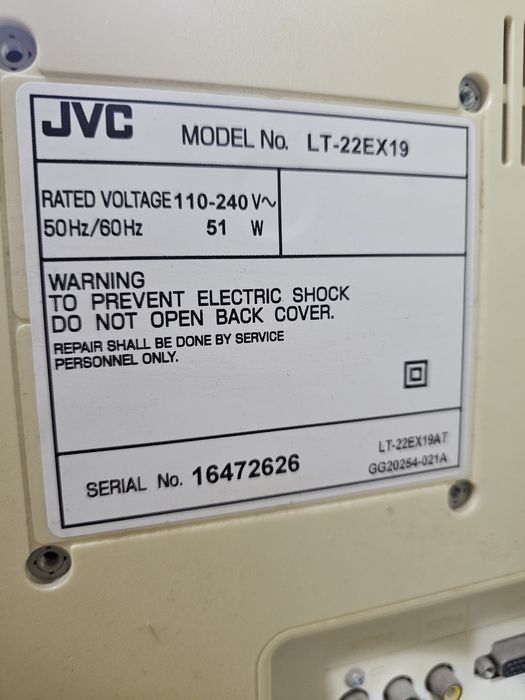 JVC MODEL No. LT-22EX19
RATED VOLTAGE 110-240 V~
50Hz/60Hz 51 W
WARNING
TO PREVENT ELECTRIC SHOCK
DO NOT OPEN BACK COVER.
REPAIR SHALL BE DONE BY SERVICE
PERSONNEL ONLY.
SERIAL No. 16472626
LT-22EX19AT
GG20254-021A